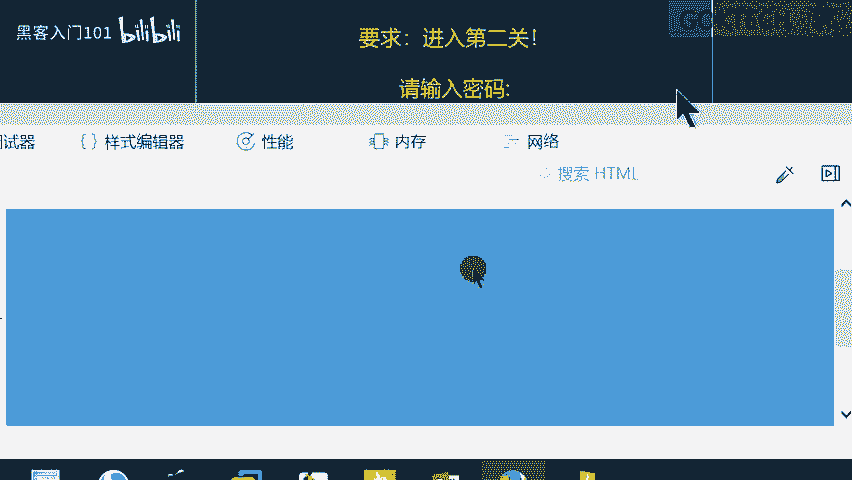 黑客入门101 bilibili
要求：进入第二关!
请输入密码:
试器
{} 样式编辑器
性能
内存
网络
搜索 HTML